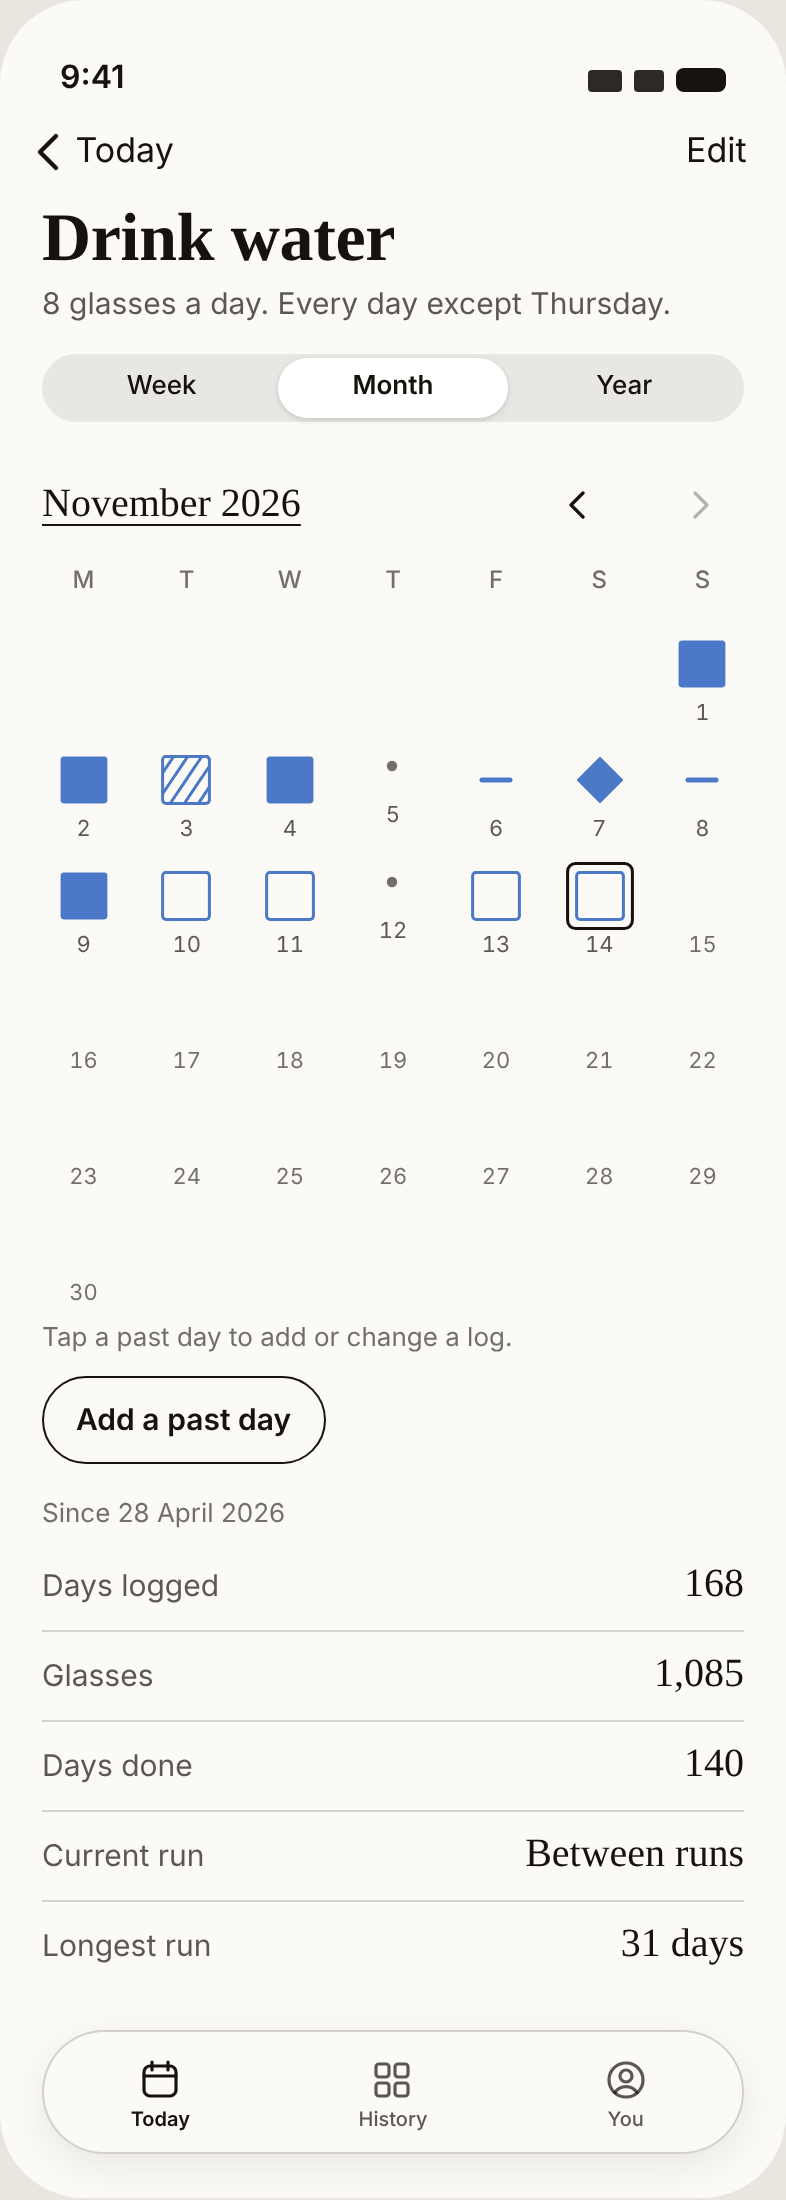 9:41
Today Edit
Drink water
8 glasses a day. Every day except Thursday.
Week Month Year
November 2026
M T W T F S S
1
2 3 4 5 6 7 8
9 10 11 12 13 14 15
16 17 18 19 20 21 22
23 24 25 26 27 28 29
30
Tap a past day to add or change a log.
Add a past day
Since 28 April 2026
Days logged 168
Glasses 1,085
Days done 140
Current run Between runs
Longest run 31 days
Today History You